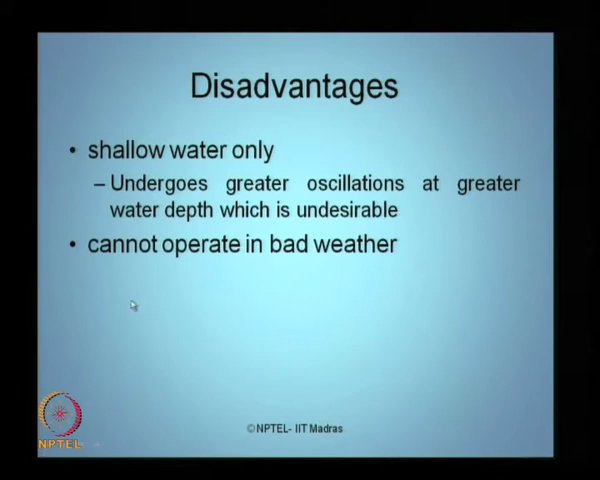 Disadvantages
• shallow water only
– Undergoes greater oscillations at greater
water depth which is undesirable
• cannot operate in bad weather
NPTEL
© NPTEL- IIT Madras